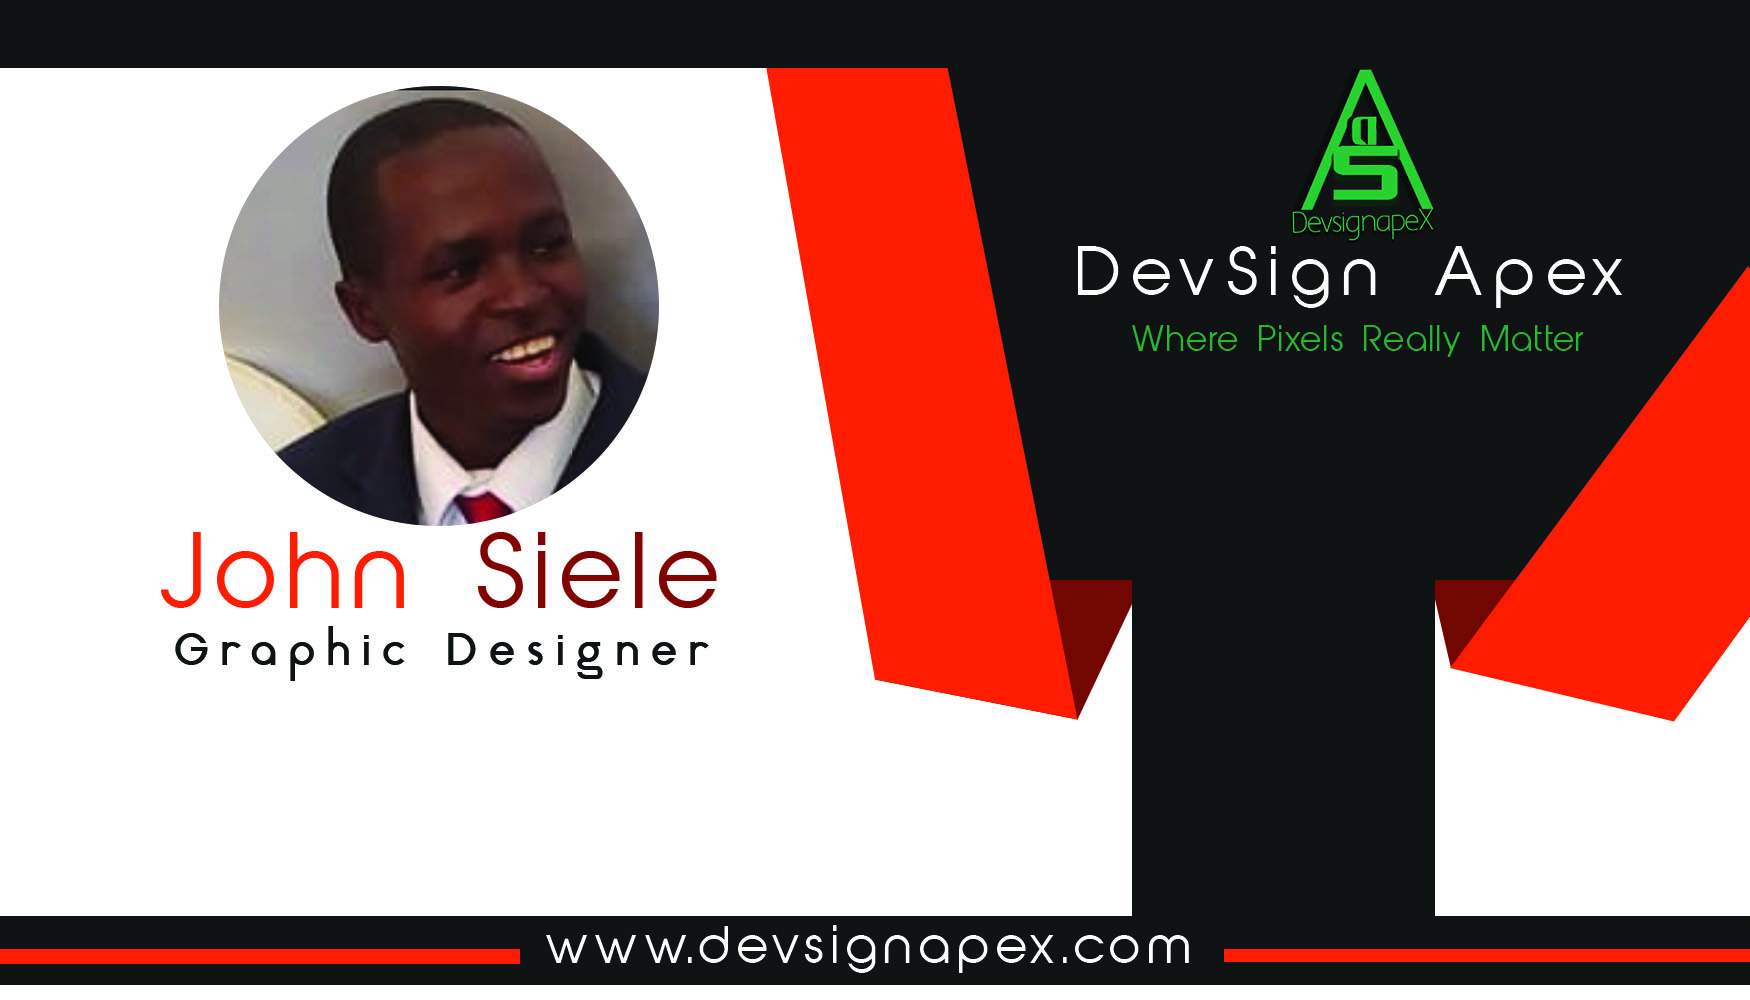 John Siele
Graphic Designer
DevsignapeX
DevSign Apex
Where Pixels Really Matter
www.devsignapex.com